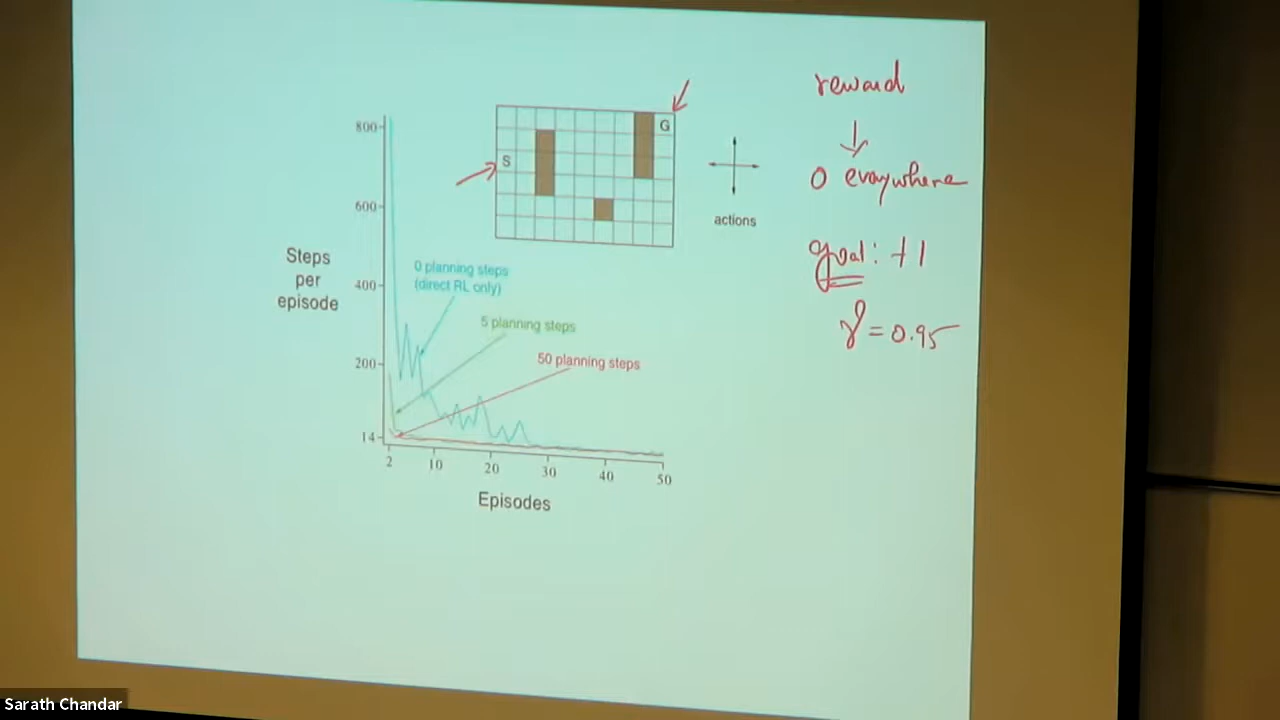 reward
0 everywhere
goal: +1
γ = 0.95
G
S
actions
800
600
400
200
14
Steps
per
episode
0 planning steps
(direct RL only)
5 planning steps
50 planning steps
2 10 20 30 40 50
Episodes
Sarath Chandar